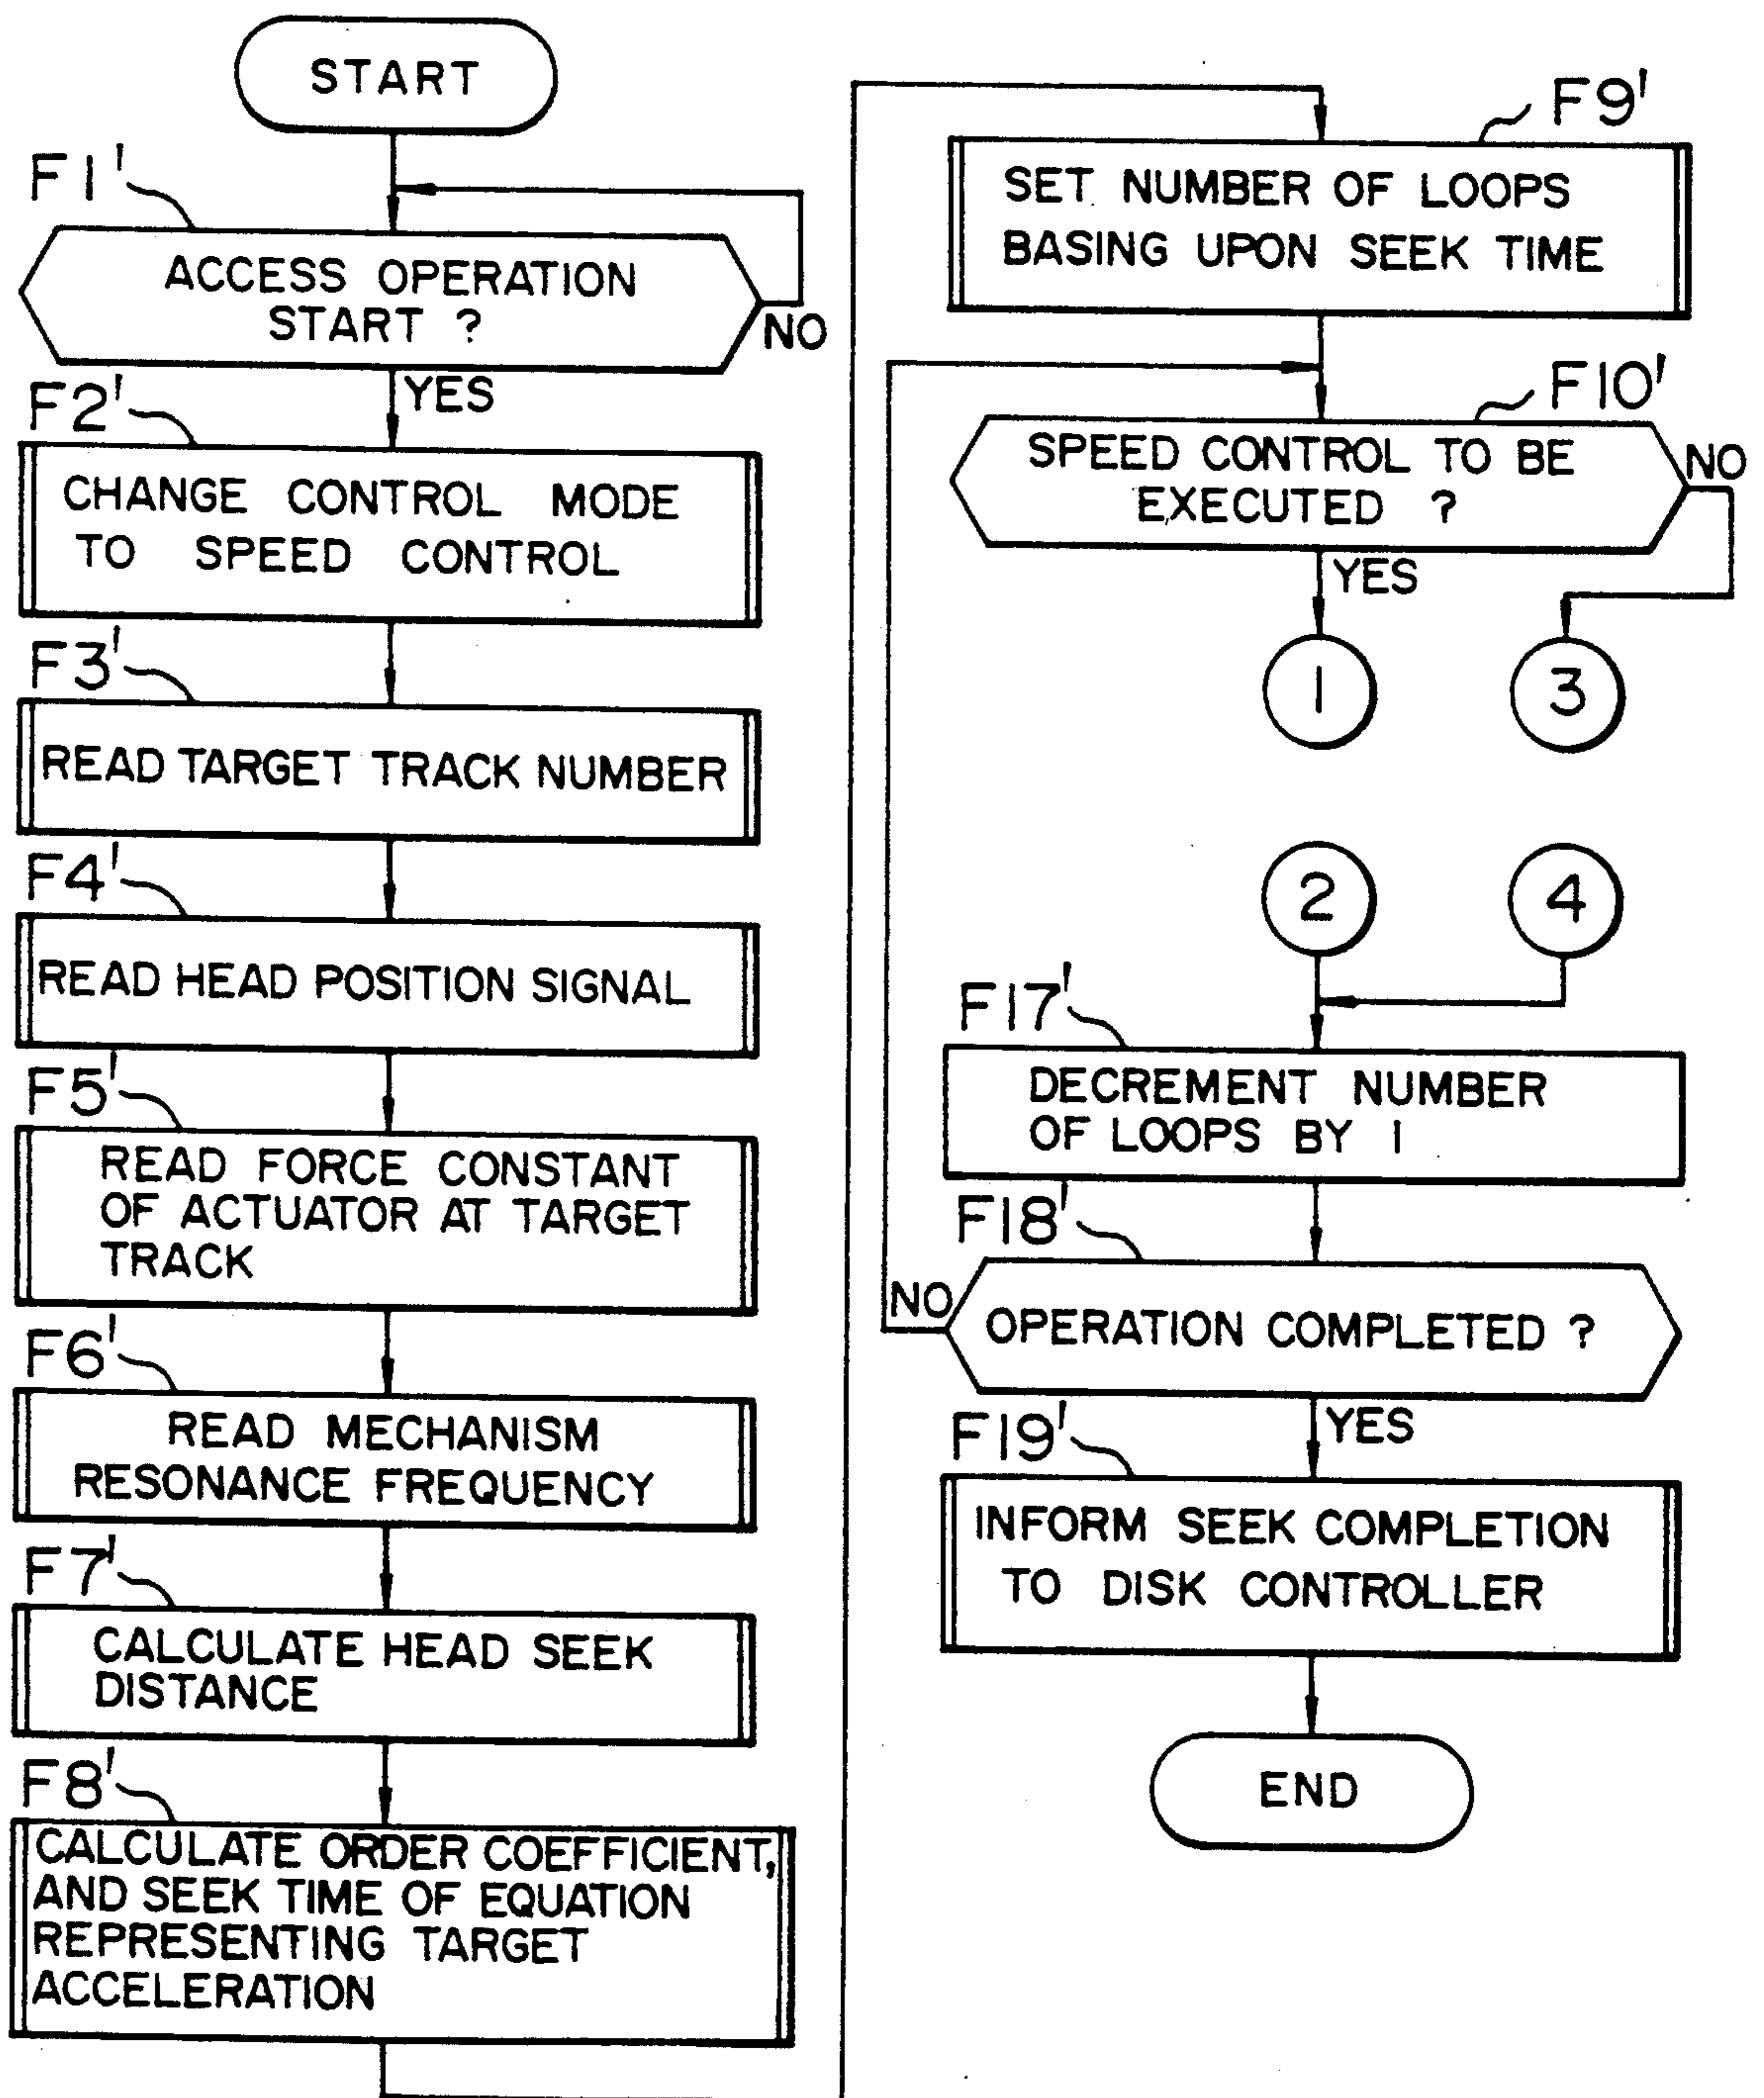 START
F1'
ACCESS OPERATION
START ?
NO
YES
F2'
CHANGE CONTROL MODE
TO SPEED CONTROL
F3'
READ TARGET TRACK NUMBER
F4'
READ HEAD POSITION SIGNAL
F5'
READ FORCE CONSTANT
OF ACTUATOR AT TARGET
TRACK
F6'
READ MECHANISM
RESONANCE FREQUENCY
F7'
CALCULATE HEAD SEEK
DISTANCE
F8'
CALCULATE ORDER COEFFICIENT,
AND SEEK TIME OF EQUATION
REPRESENTING TARGET
ACCELERATION
F9'
SET NUMBER OF LOOPS
BASING UPON SEEK TIME
F10'
SPEED CONTROL TO BE
EXECUTED ?
NO
YES
1
3
2
4
F17'
DECREMENT NUMBER
OF LOOPS BY 1
F18'
NO
OPERATION COMPLETED ?
YES
F19'
INFORM SEEK COMPLETION
TO DISK CONTROLLER
END